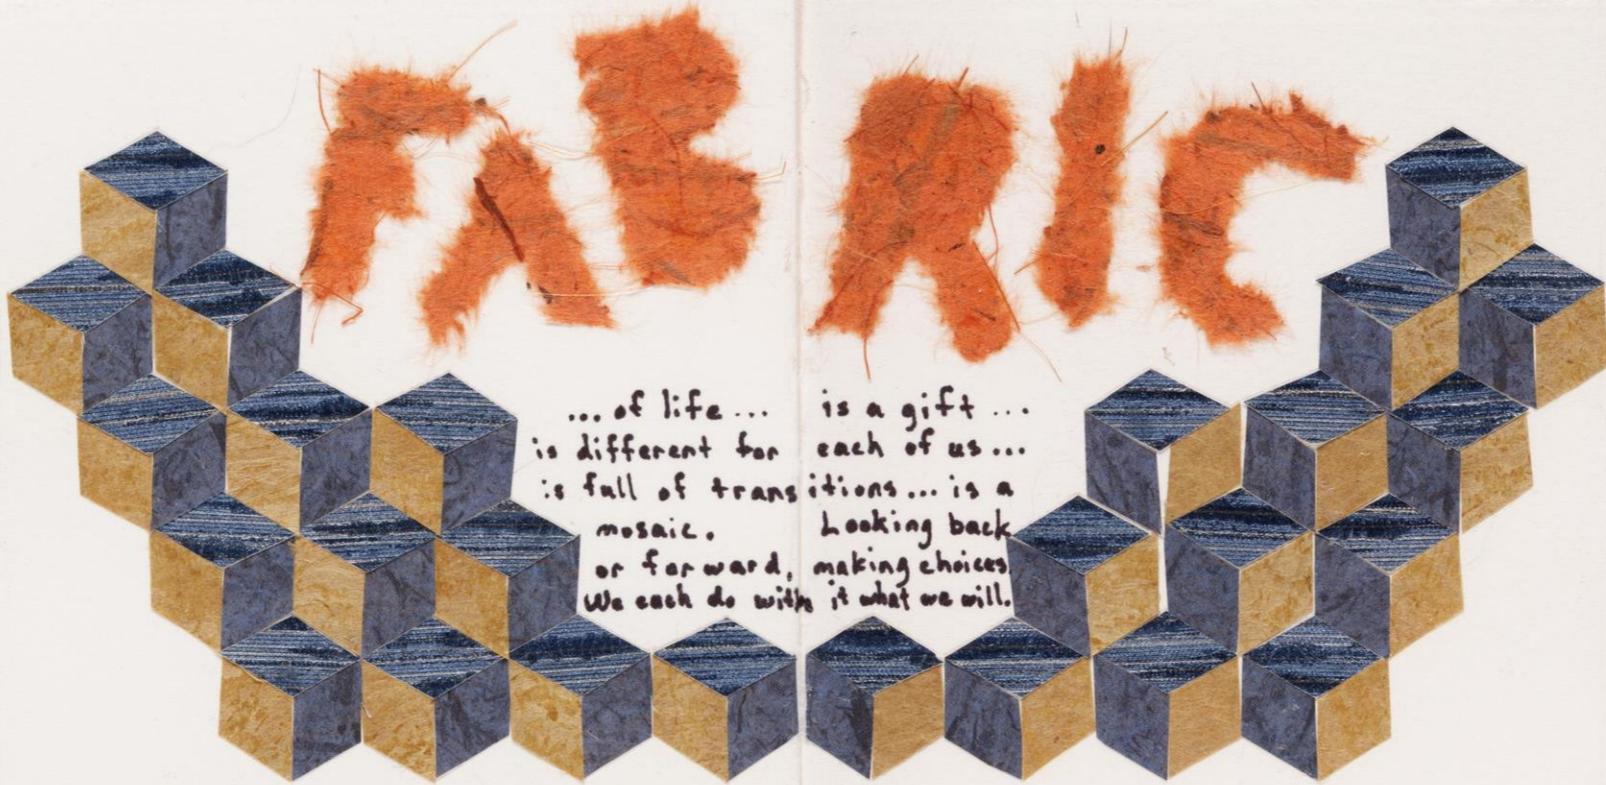 FABRIC
... of life ... is a gift ...
is different for each of us ...
is full of transitions ... is a
mosaic. Looking back
or forward, making choices
We each do with it what we will.